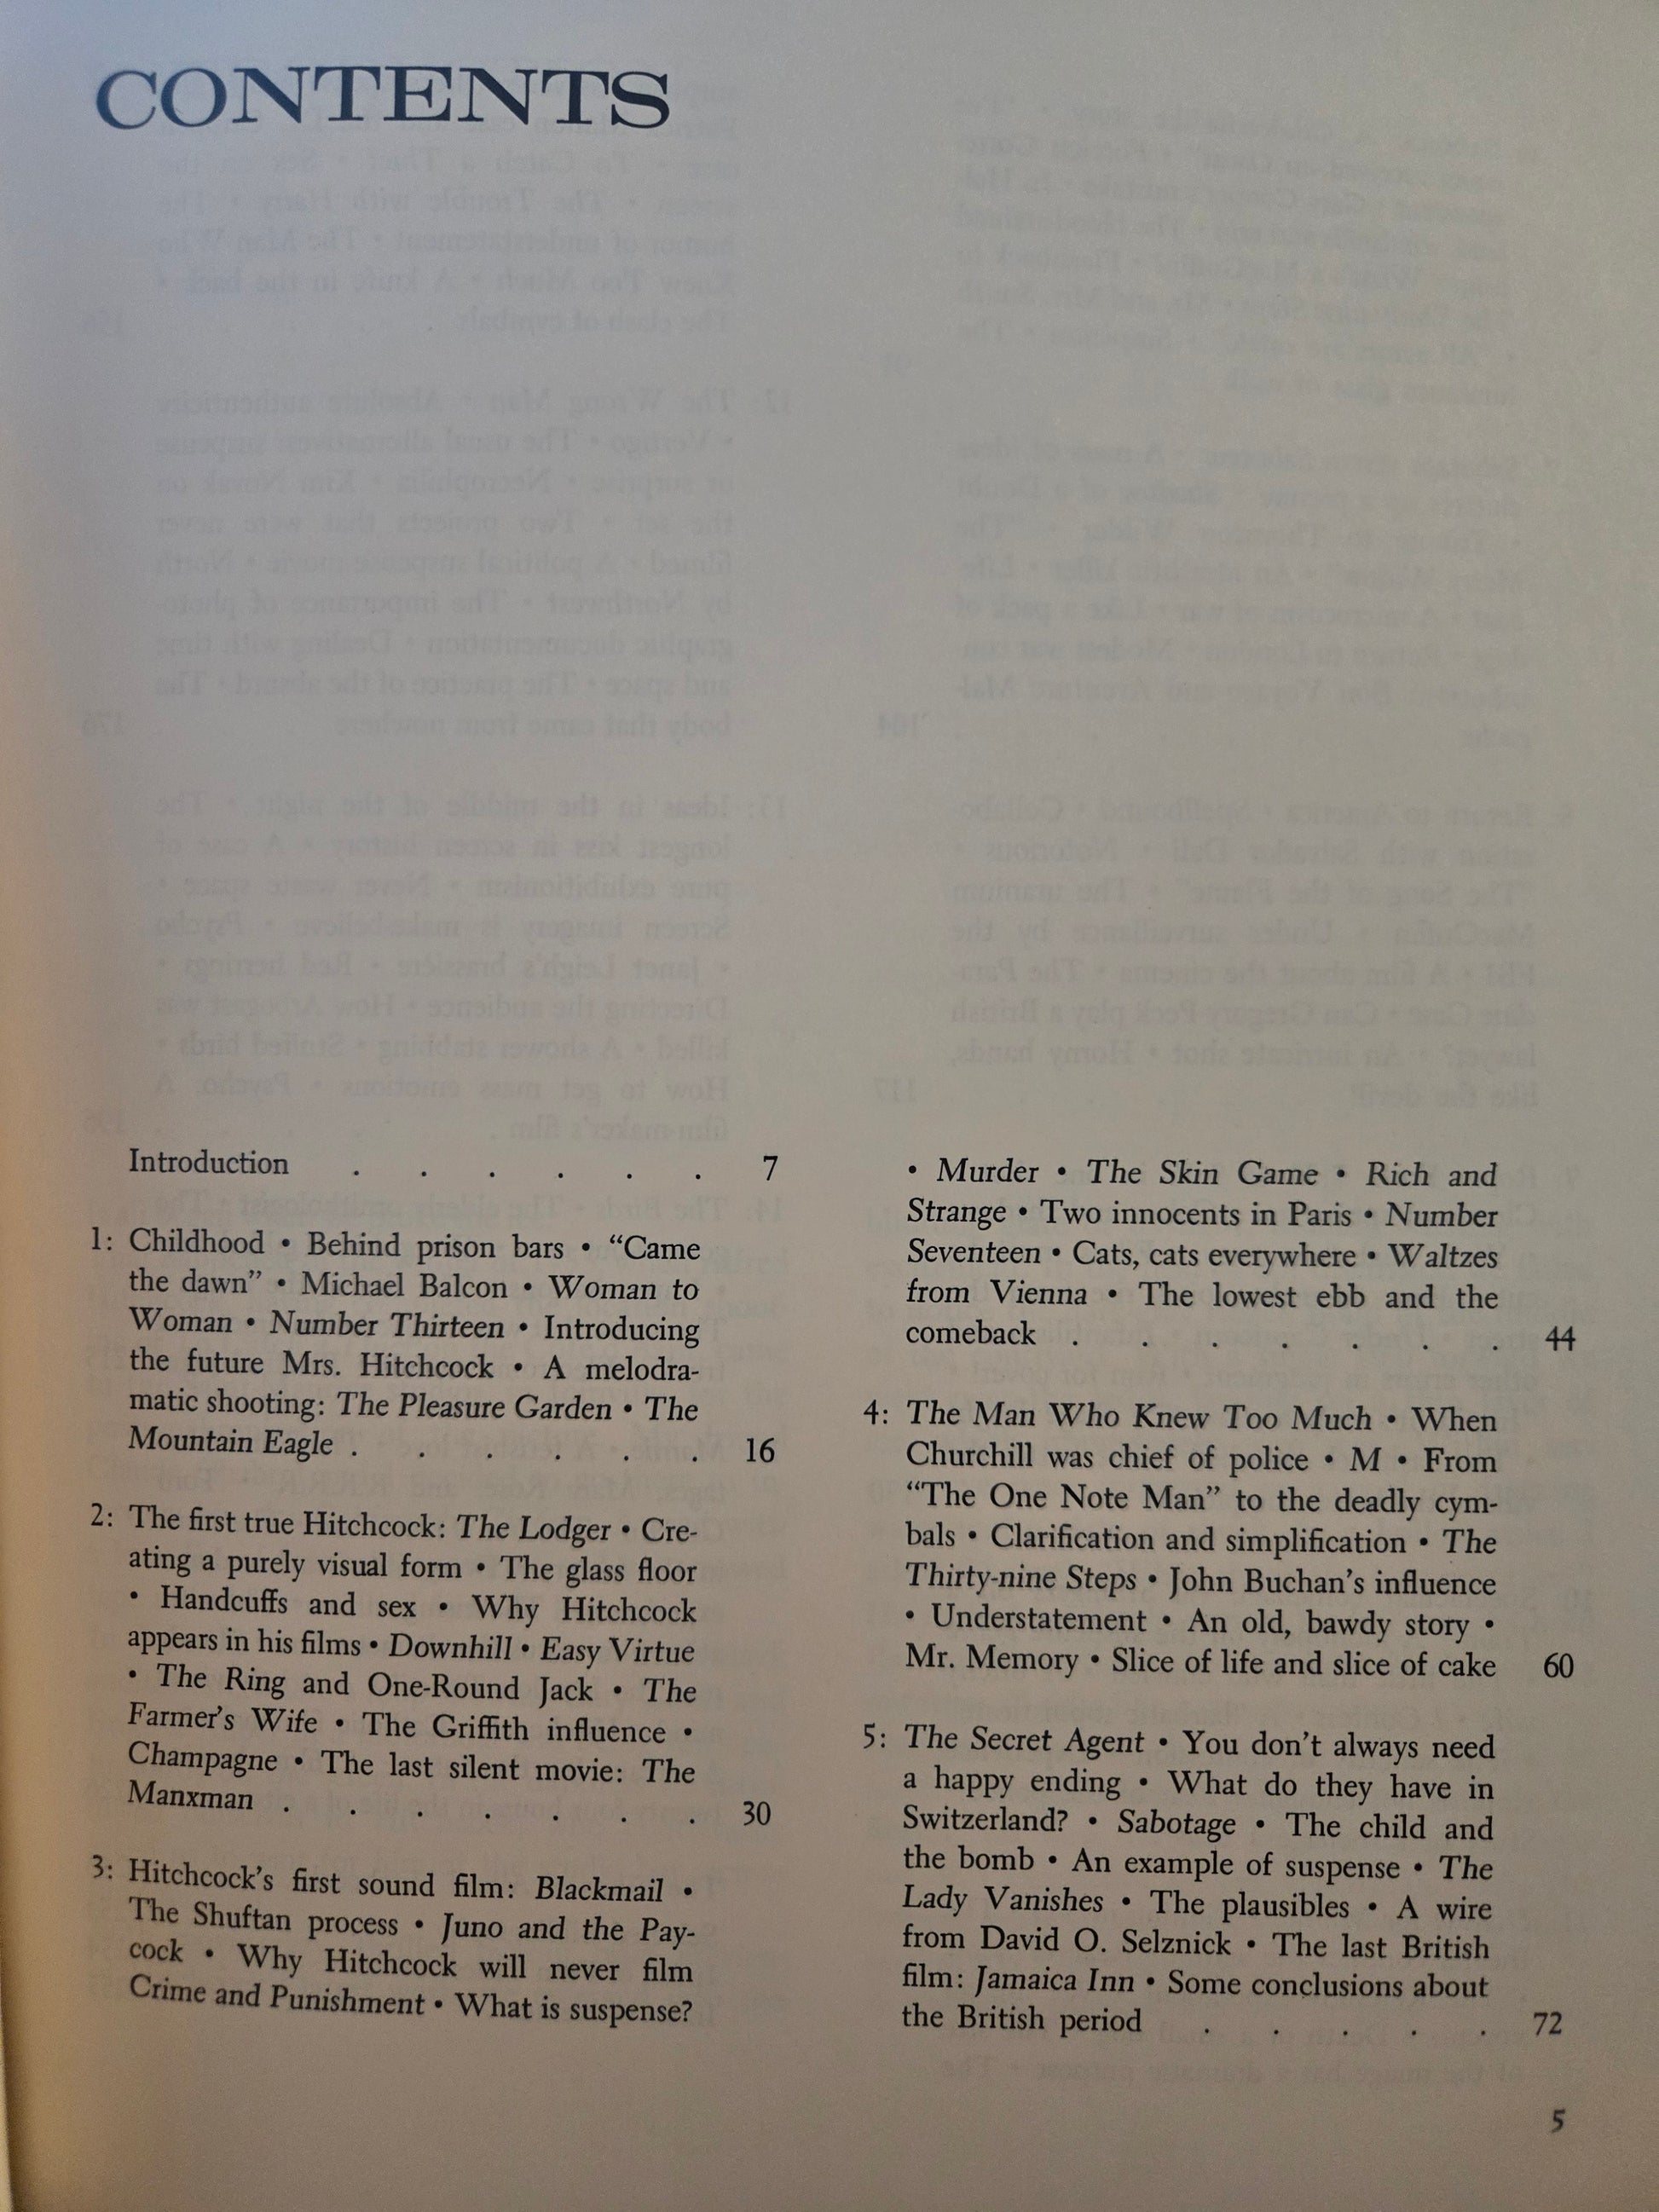 CONTENTS
Introduction . . . . . . 7
1: Childhood • Behind prison bars • “Came
the dawn” • Michael Balcon • Woman to
Woman • Number Thirteen • Introducing
the future Mrs. Hitchcock • A melodra-
matic shooting: The Pleasure Garden • The
Mountain Eagle . . . . . . 16
2: The first true Hitchcock: The Lodger • Cre-
ating a purely visual form • The glass floor
• Handcuffs and sex • Why Hitchcock
appears in his films • Downhill • Easy Virtue
• The Ring and One-Round Jack • The
Farmer’s Wife • The Griffith influence •
Champagne • The last silent movie: The
Manxman . . . . . . . 30
3: Hitchcock’s first sound film: Blackmail •
The Shuftan process • Juno and the Pay-
cock • Why Hitchcock will never film
Crime and Punishment • What is suspense?
• Murder • The Skin Game • Rich and
Strange • Two innocents in Paris • Number
Seventeen • Cats, cats everywhere • Waltzes
from Vienna • The lowest ebb and the
comeback . . . . . . . 44
4: The Man Who Knew Too Much • When
Churchill was chief of police • M • From
“The One Note Man” to the deadly cym-
bals • Clarification and simplification • The
Thirty-nine Steps • John Buchan’s influence
• Understatement • An old, bawdy story •
Mr. Memory • Slice of life and slice of cake 60
5: The Secret Agent • You don’t always need
a happy ending • What do they have in
Switzerland? • Sabotage • The child and
the bomb • An example of suspense • The
Lady Vanishes • The plausibles • A wire
from David O. Selznick • The last British
film: Jamaica Inn • Some conclusions about
the British period . . . . . 72
5